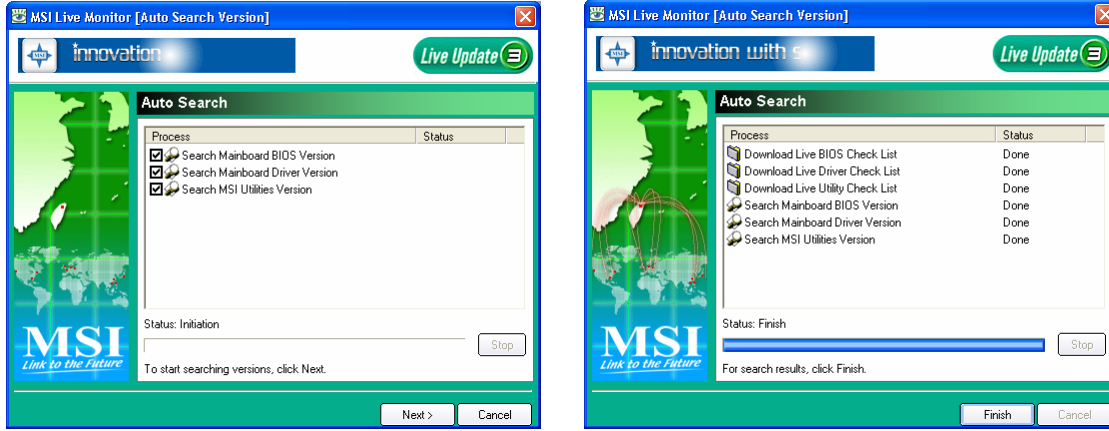 MSI Live Monitor [Auto Search Version]
MSI innovation
Live Update 3
Auto Search
Process Status
Search Mainboard BIOS Version
Search Mainboard Driver Version
Search MSI Utilities Version
Status: Initiation
Stop
MSI
Link to the Future
To start searching versions, click Next.
Next > Cancel
MSI Live Monitor [Auto Search Version]
MSI innovation with s
Live Update 3
Auto Search
Process Status
Download Live BIOS Check List Done
Download Live Driver Check List Done
Download Live Utility Check List Done
Search Mainboard BIOS Version Done
Search Mainboard Driver Version Done
Search MSI Utilities Version Done
Status: Finish
Stop
MSI
Link to the Future
For search results, click Finish.
Finish Cancel